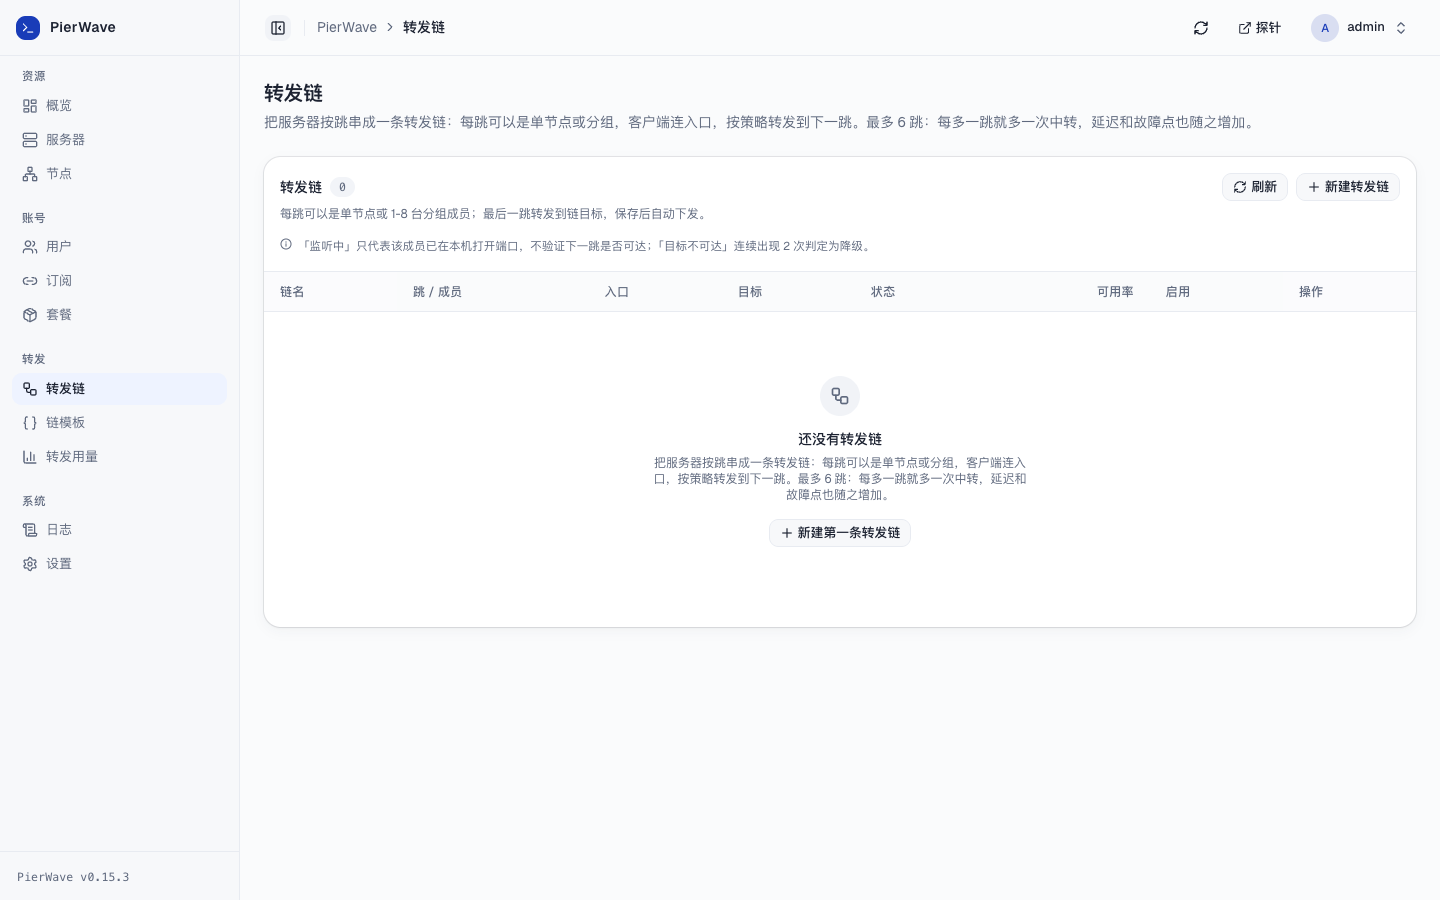 PierWave
PierWave > 转发链
探针
A
admin
资源
概览
服务器
节点
账号
用户
订阅
套餐
转发
转发链
链模板
转发用量
系统
日志
设置
PierWave v0.15.3
转发链
把服务器按跳串成一条转发链：每跳可以是单节点或分组，客户端连入口，按策略转发到下一跳。最多 6 跳：每多一跳就多一次中转，延迟和故障点也随之增加。
转发链 0
刷新
新建转发链
每跳可以是单节点或 1-8 台分组成员；最后一跳转发到链目标，保存后自动下发。
「监听中」只代表该成员已在本机打开端口，不验证下一跳是否可达；「目标不可达」连续出现 2 次判定为降级。
链名 跳 / 成员 入口 目标 状态 可用率 启用 操作
还没有转发链
把服务器按跳串成一条转发链：每跳可以是单节点或分组，客户端连入
口，按策略转发到下一跳。最多 6 跳：每多一跳就多一次中转，延迟和
故障点也随之增加。
新建第一条转发链